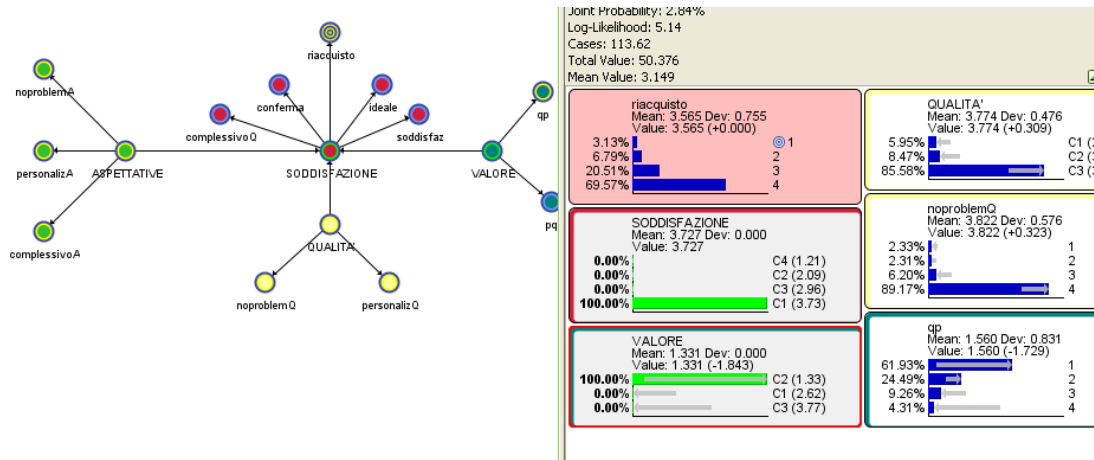 riacquisto
noproblemA
conferma
ideale
qp
complessivoQ
soddisfaz
personalizA
ASPETTATIVE
SODDISFAZIONE
VALORE
pq
complessivoA
QUALITA'
noproblemQ
personalizQ
Joint Probability: 2.84%
Log-Likelihood: 5.14
Cases: 113.62
Total Value: 50.376
Mean Value: 3.149
riacquisto
Mean: 3.565 Dev: 0.755
Value: 3.565 (+0.000)
3.13% 1
6.79% 2
20.51% 3
69.57% 4
SODDISFAZIONE
Mean: 3.727 Dev: 0.000
Value: 3.727
0.00% C4 (1.21)
0.00% C2 (2.09)
0.00% C3 (2.96)
100.00% C1 (3.73)
VALORE
Mean: 1.331 Dev: 0.000
Value: 1.331 (-1.843)
100.00% C2 (1.33)
0.00% C1 (2.62)
0.00% C3 (3.77)
QUALITA'
Mean: 3.774 Dev: 0.476
Value: 3.774 (+0.309)
5.95% C1
8.47% C2
85.58% C3
noproblemQ
Mean: 3.822 Dev: 0.576
Value: 3.822 (+0.323)
2.33% 1
2.31% 2
6.20% 3
89.17% 4
qp
Mean: 1.560 Dev: 0.831
Value: 1.560 (-1.729)
61.93% 1
24.49% 2
9.26% 3
4.31% 4